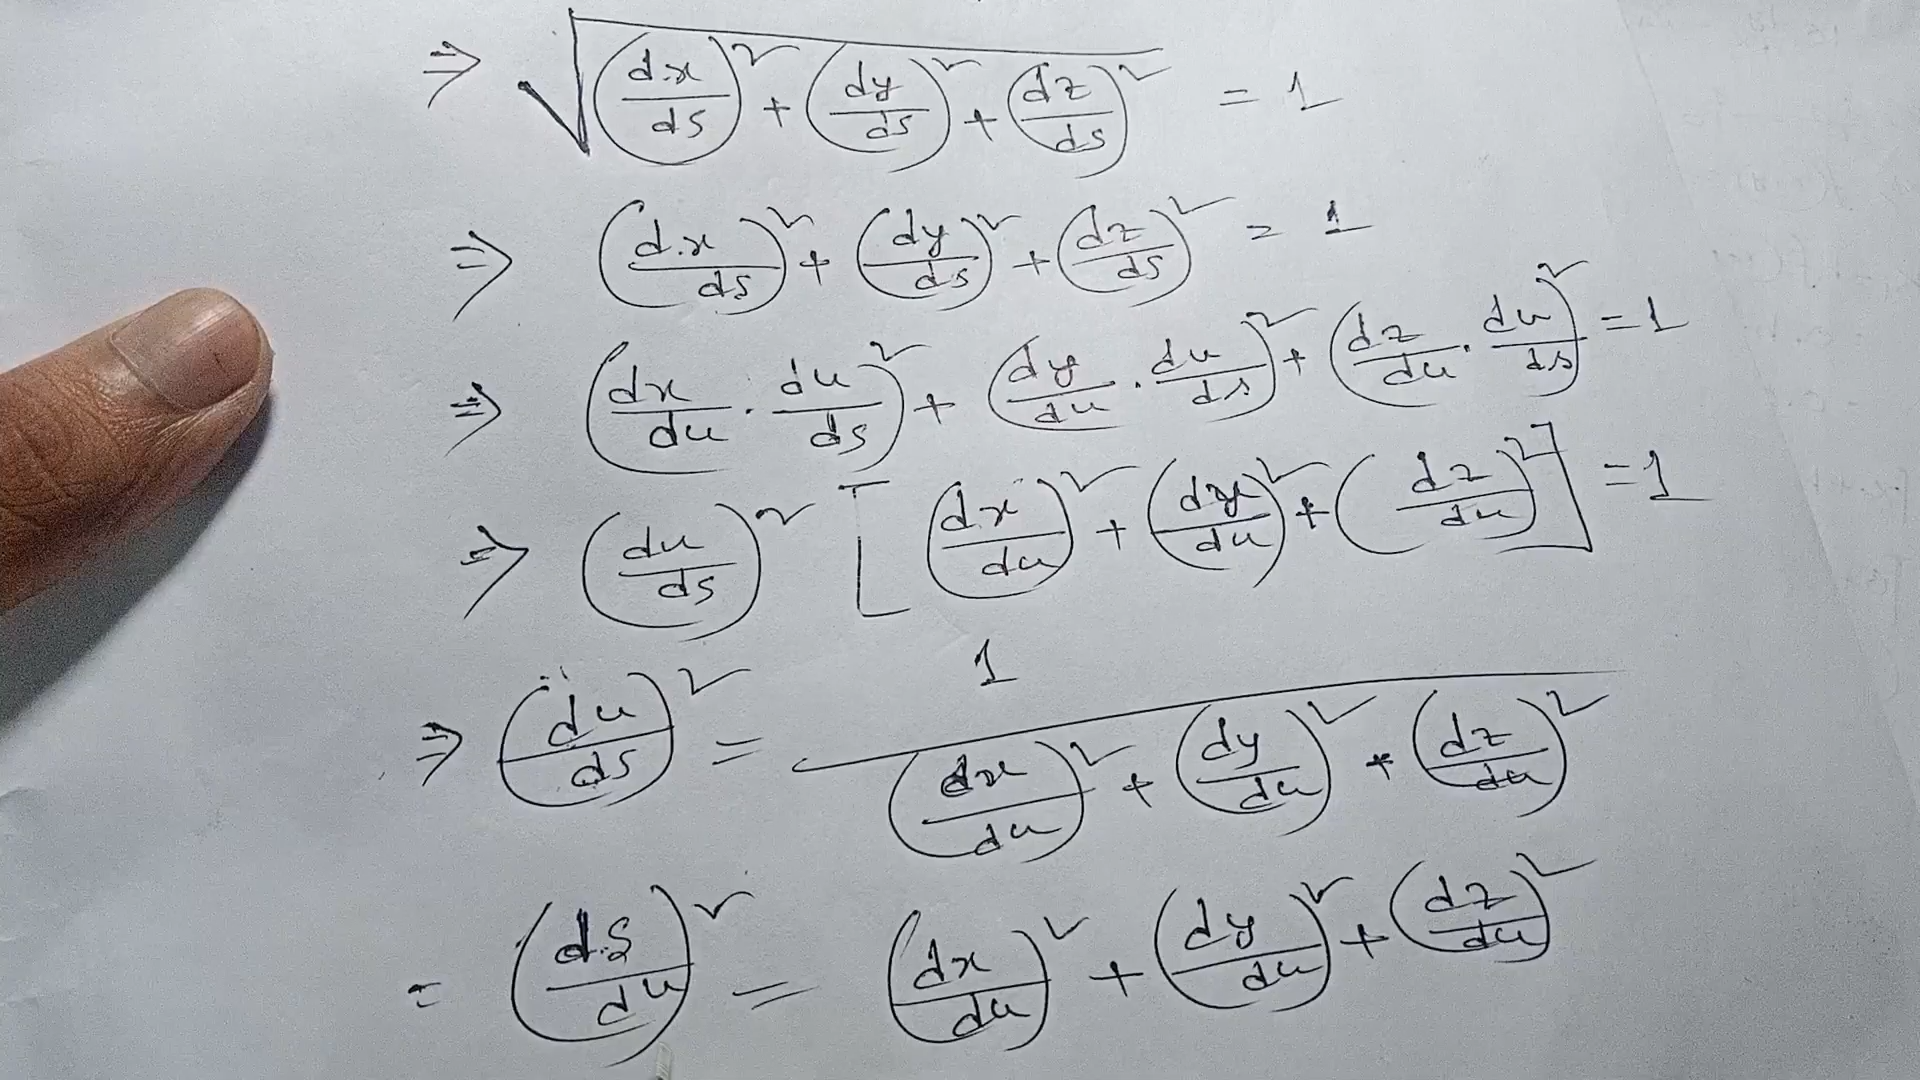 ⇒ √((dx/ds)² + (dy/ds)² + (dz/ds)²) = 1
⇒ (dx/ds)² + (dy/ds)² + (dz/ds)² = 1
⇒ (dx/du · du/ds)² + (dy/du · du/ds)² + (dz/du · du/ds)² = 1
⇒ (du/ds)² [(dx/du)² + (dy/du)² + (dz/du)²] = 1
⇒ (du/ds)² = 1/((dx/du)² + (dy/du)² + (dz/du)²)
= (ds/du)² = (dx/du)² + (dy/du)² + (dz/du)²